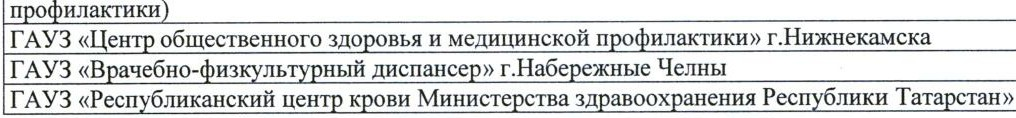 профилактики)
ГАУЗ «Центр общественного здоровья и медицинской профилактики» г.Нижнекамска
ГАУЗ «Врачебно-физкультурный диспансер» г.Набережные Челны
ГАУЗ «Республиканский центр крови Министерства здравоохранения Республики Татарстан»